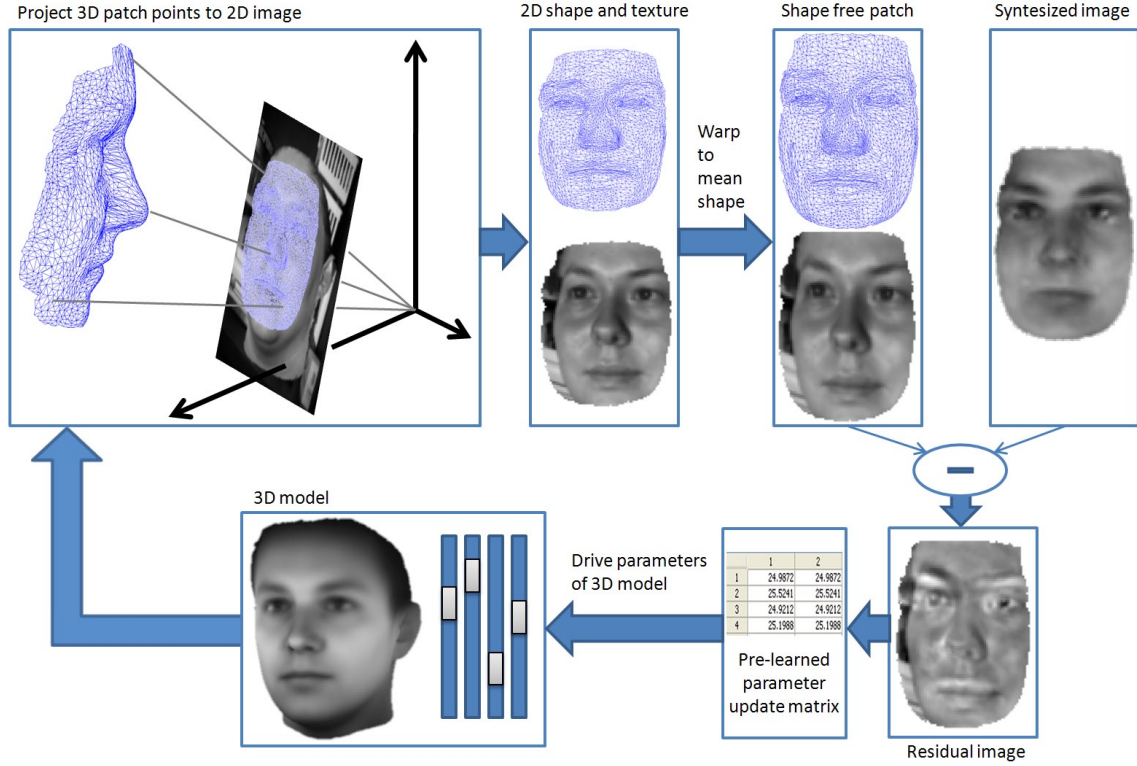 Project 3D patch points to 2D image
2D shape and texture
Shape free patch
Syntesized image
Warp
to
mean
shape
3D model
Drive parameters
of 3D model
1 2
1 24.9872 24.9872
2 25.5241 25.5241
3 24.9212 24.9212
4 25.1988 25.1988
Pre-learned
parameter
update matrix
Residual image